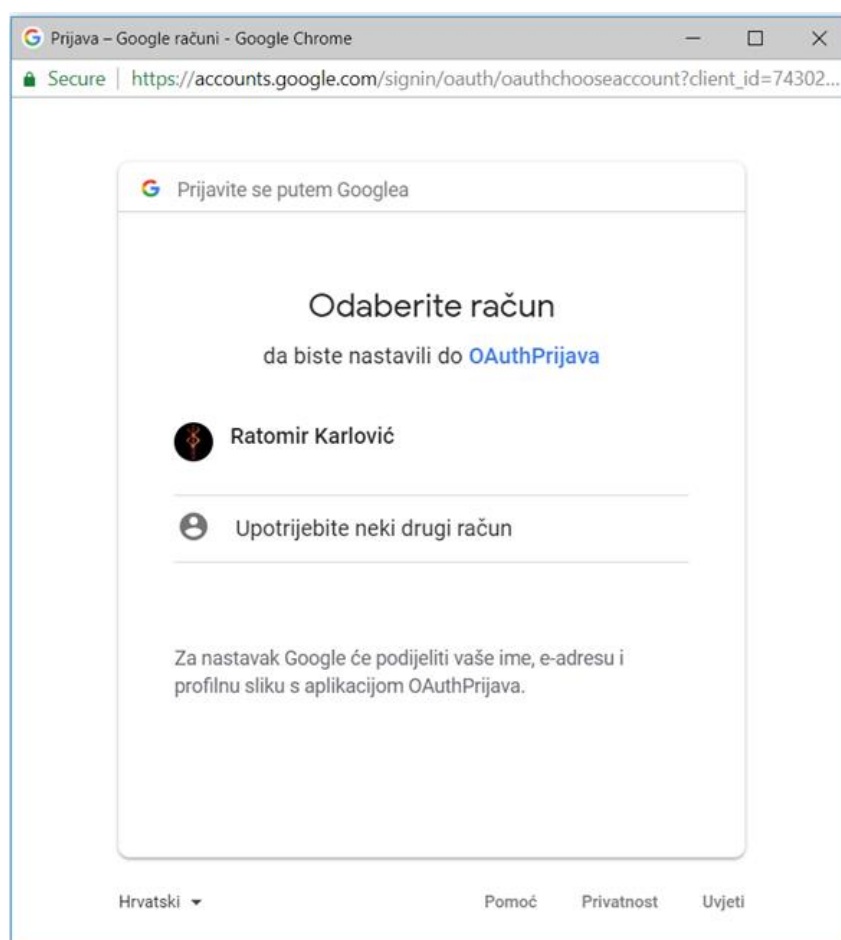 Prijava – Google računi - Google Chrome
Secure | https://accounts.google.com/signin/oauth/oauthchooseaccount?client_id=74302...
Prijavite se putem Googlea
Odaberite račun
da biste nastavili do OAuthPrijava
Ratomir Karlović
Upotrijebite neki drugi račun
Za nastavak Google će podijeliti vaše ime, e-adresu i
profilnu sliku s aplikacijom OAuthPrijava.
Hrvatski Pomoć Privatnost Uvjeti